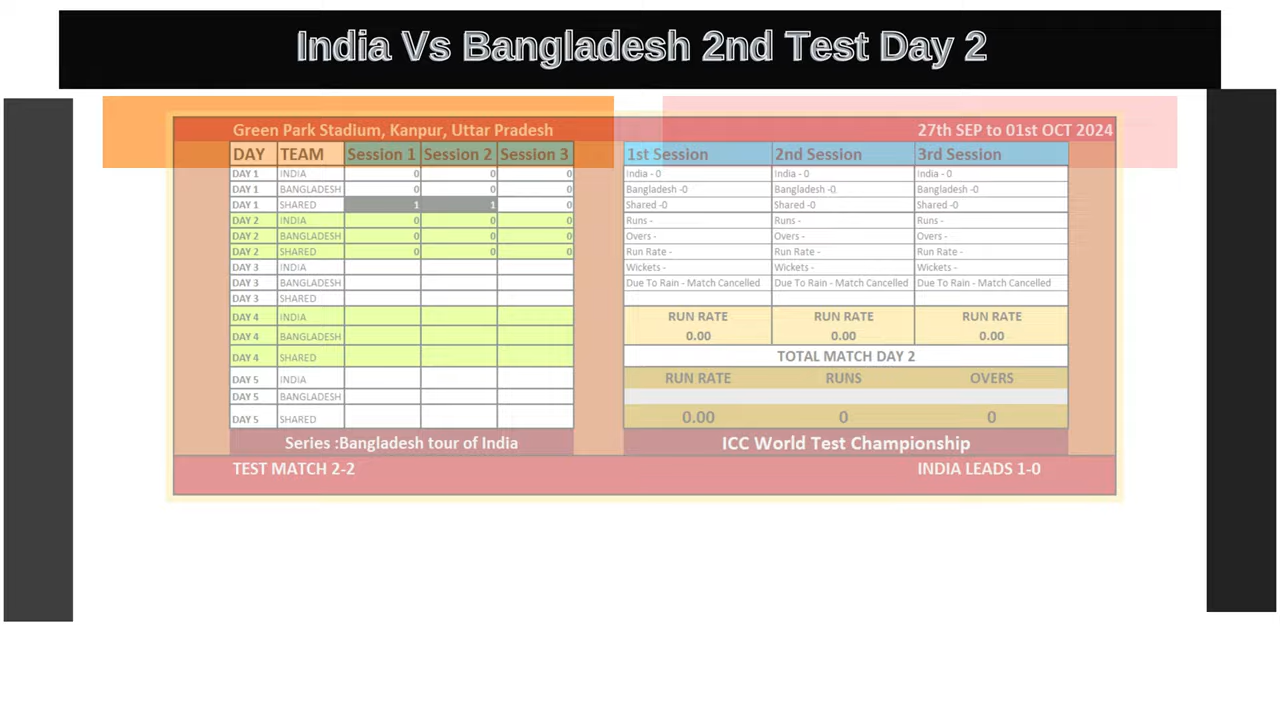 India Vs Bangladesh 2nd Test Day 2
Green Park Stadium, Kanpur, Uttar Pradesh
27th SEP to 01st OCT 2024
DAY TEAM Session 1 Session 2 Session 3
DAY 1 INDIA 0 0 0
DAY 1 BANGLADESH 0 0 0
DAY 1 SHARED 1 1 0
DAY 2 INDIA 0 0 0
DAY 2 BANGLADESH 0 0 0
DAY 2 SHARED 0 0 0
DAY 3 INDIA
DAY 3 BANGLADESH
DAY 3 SHARED
DAY 4 INDIA
DAY 4 BANGLADESH
DAY 4 SHARED
DAY 5 INDIA
DAY 5 BANGLADESH
DAY 5 SHARED
Series :Bangladesh tour of India
1st Session 2nd Session 3rd Session
India - 0 India - 0 India - 0
Bangladesh -0 Bangladesh -0 Bangladesh -0
Shared -0 Shared -0 Shared -0
Runs - Runs - Runs -
Overs - Overs - Overs -
Run Rate - Run Rate - Run Rate -
Wickets - Wickets - Wickets -
Due To Rain - Match Cancelled Due To Rain - Match Cancelled Due To Rain - Match Cancelled
RUN RATE RUN RATE RUN RATE
0.00 0.00 0.00
TOTAL MATCH DAY 2
RUN RATE RUNS OVERS
0.00 0 0
ICC World Test Championship
TEST MATCH 2-2
INDIA LEADS 1-0